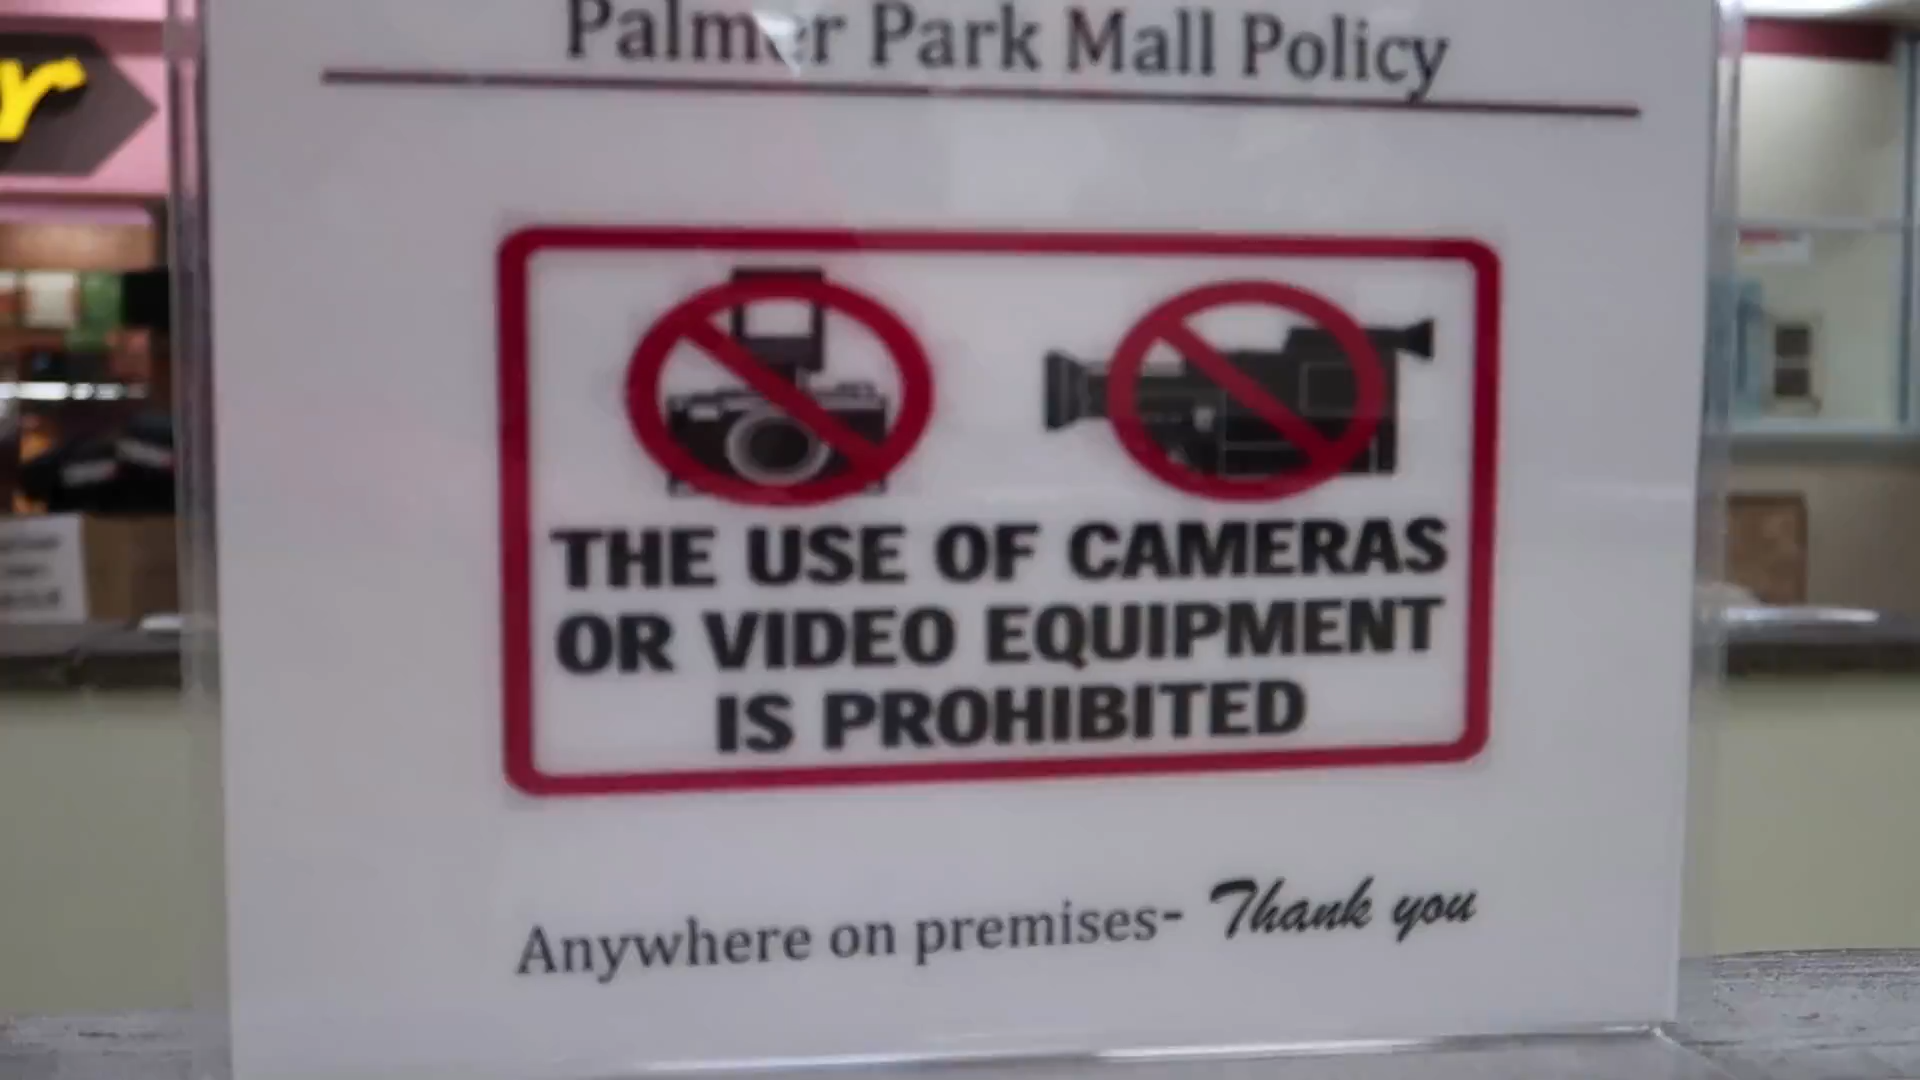 Palmer Park Mall Policy
THE USE OF CAMERAS
OR VIDEO EQUIPMENT
IS PROHIBITED
Anywhere on premises- Thank you